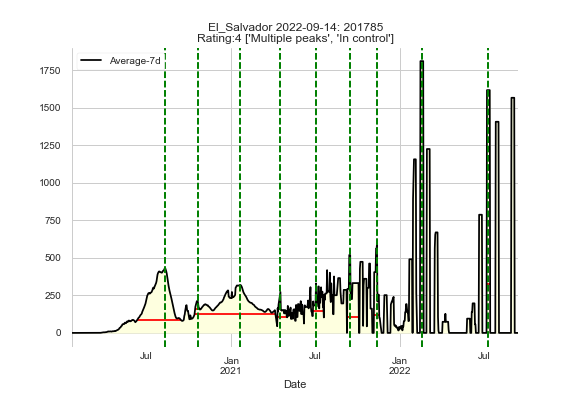 El_Salvador 2022-09-14: 201785
Rating:4 ['Multiple peaks', 'In control']
Average-7d
1750
1500
1250
1000
750
500
250
0
Jul
Jan
2021
Jul
Jan
2022
Jul
Date